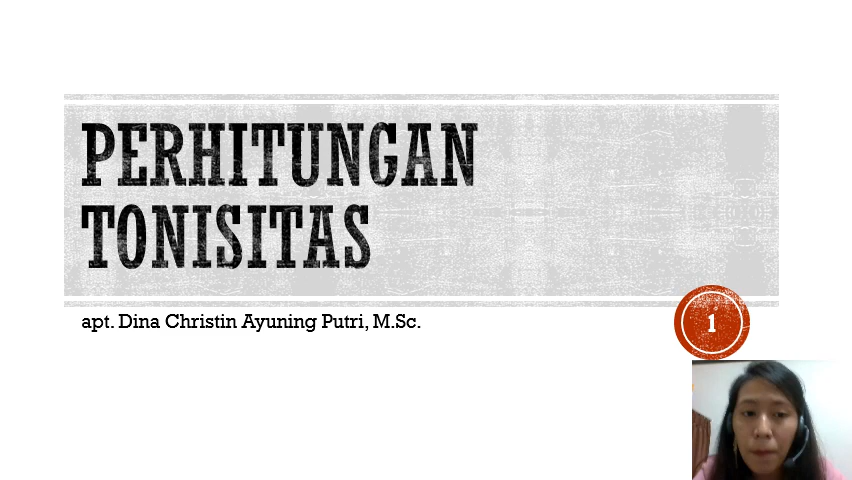 PERHITUNGAN
TONISITAS
apt. Dina Christin Ayuning Putri, M.Sc.
1